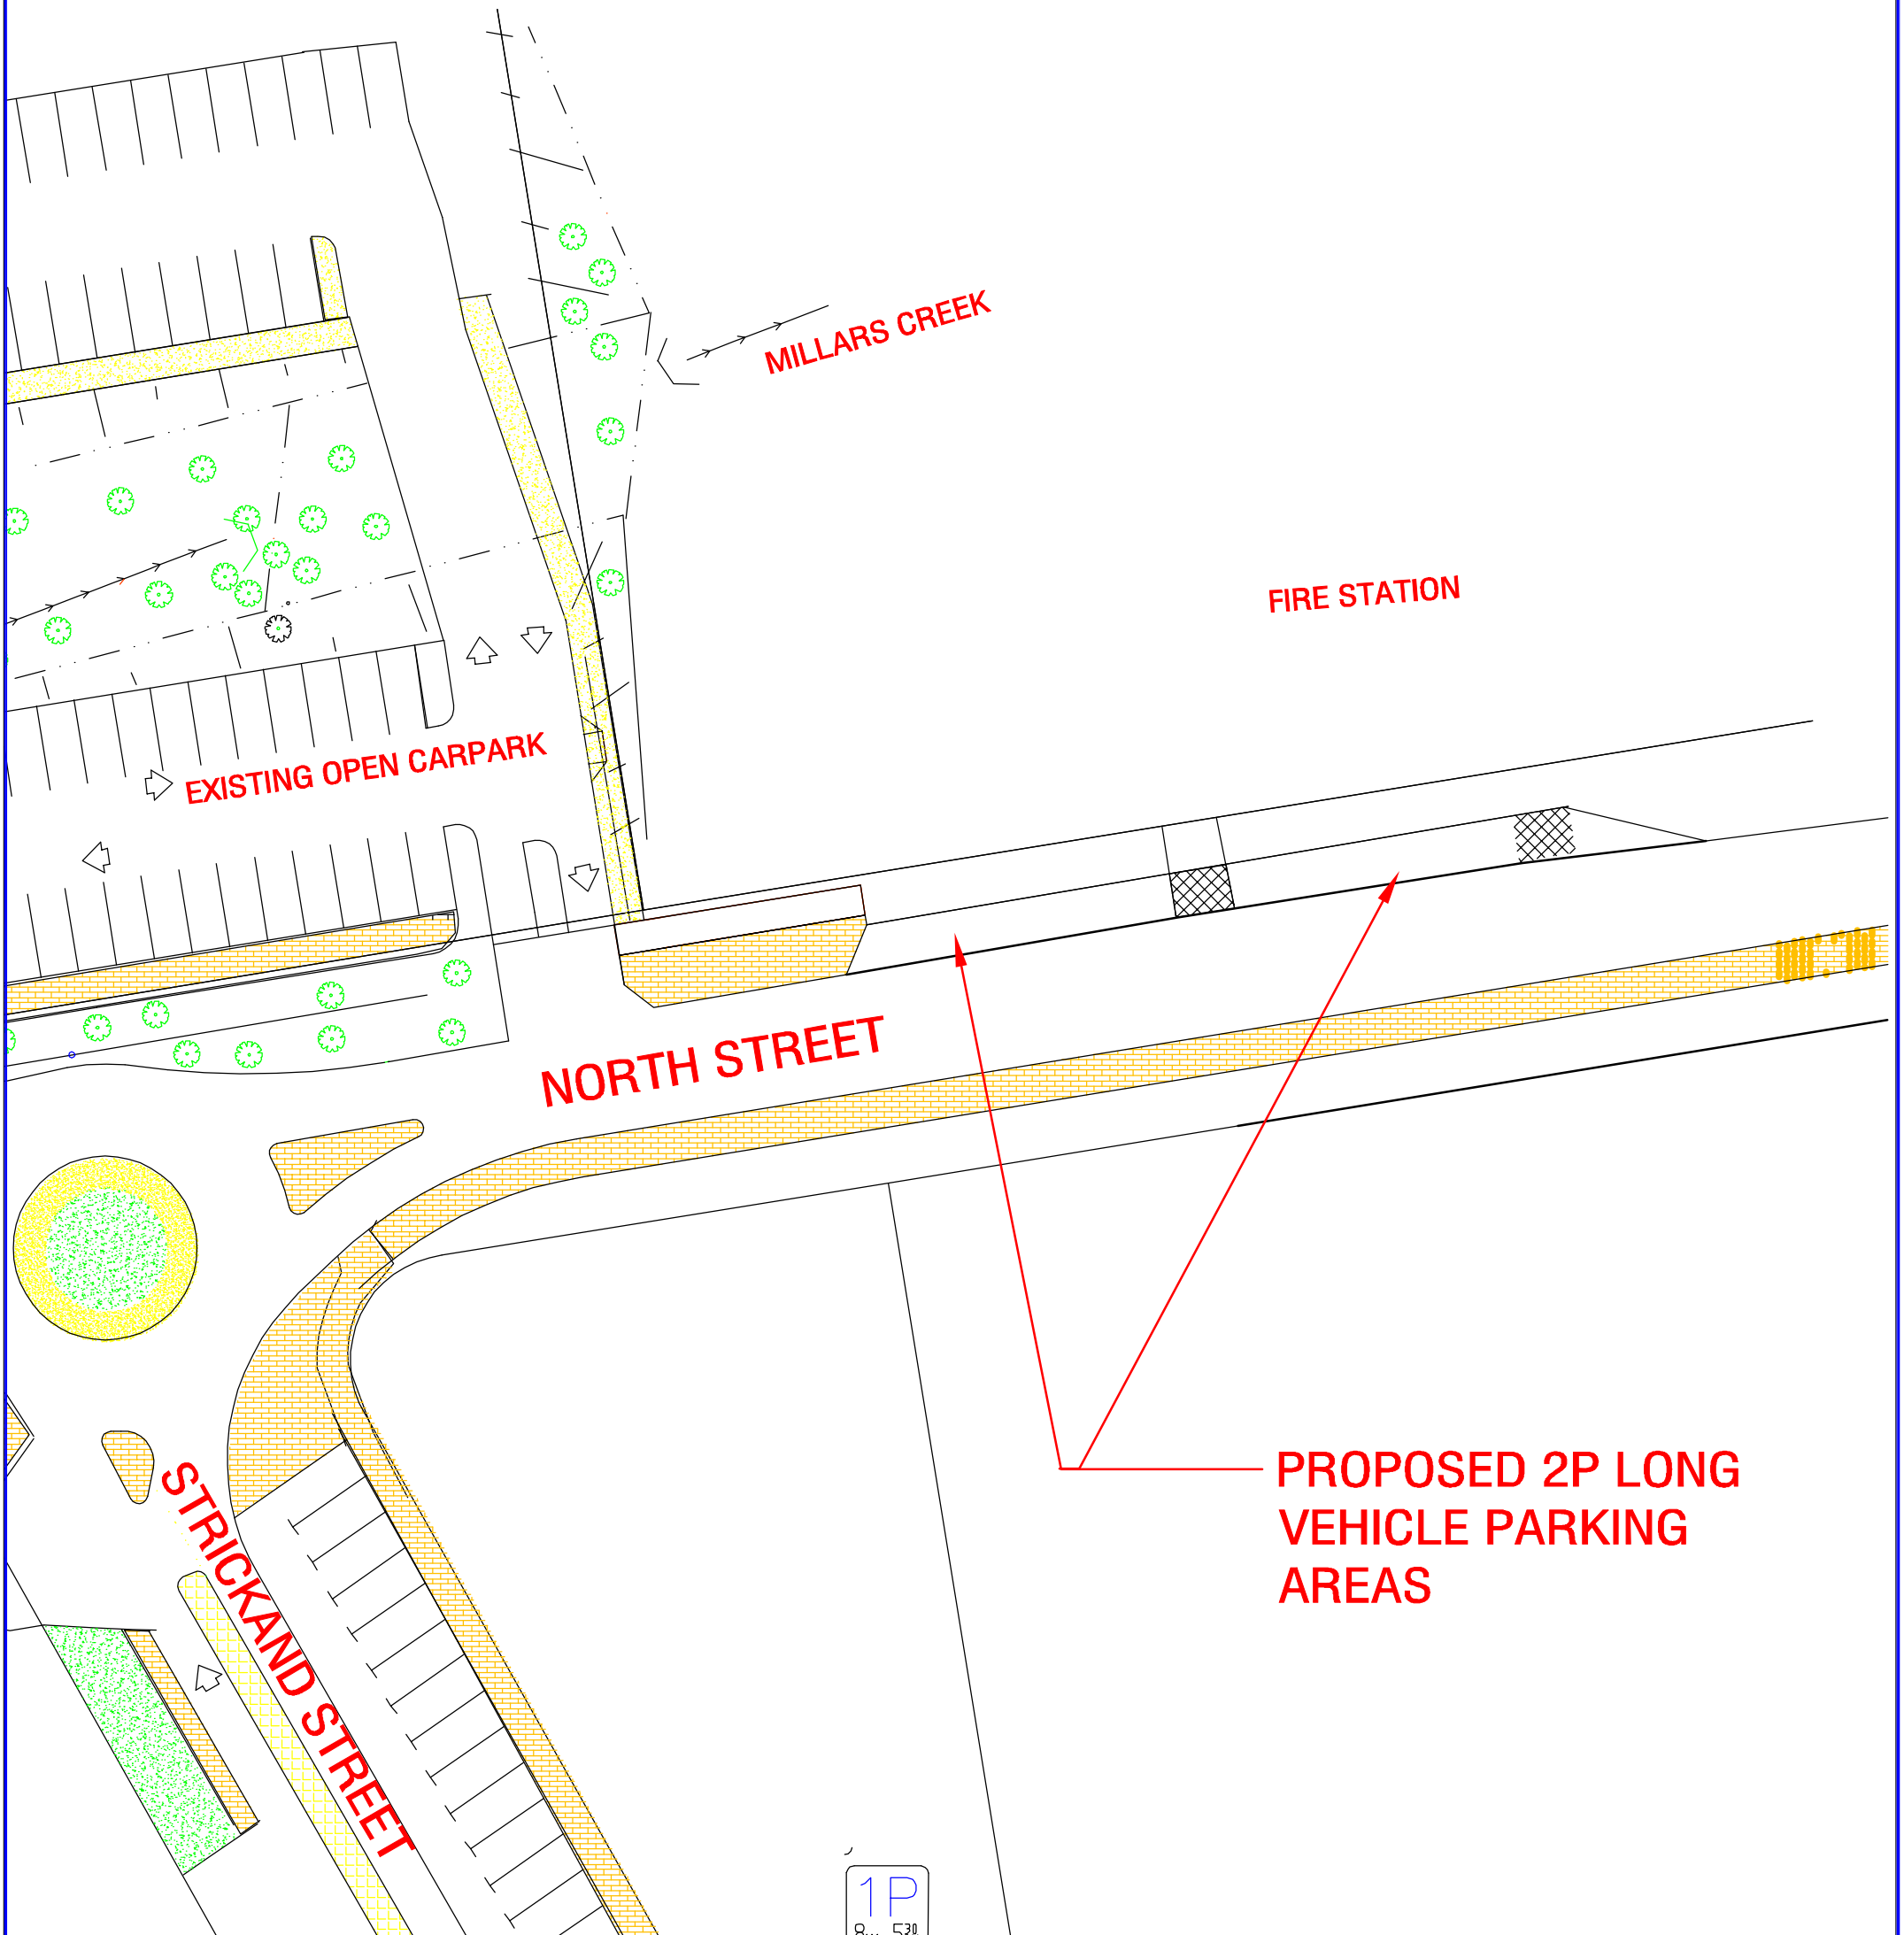 MILLARS CREEK
FIRE STATION
EXISTING OPEN CARPARK
NORTH STREET
PROPOSED 2P LONG
VEHICLE PARKING
AREAS
STRICKAND STREET
1P